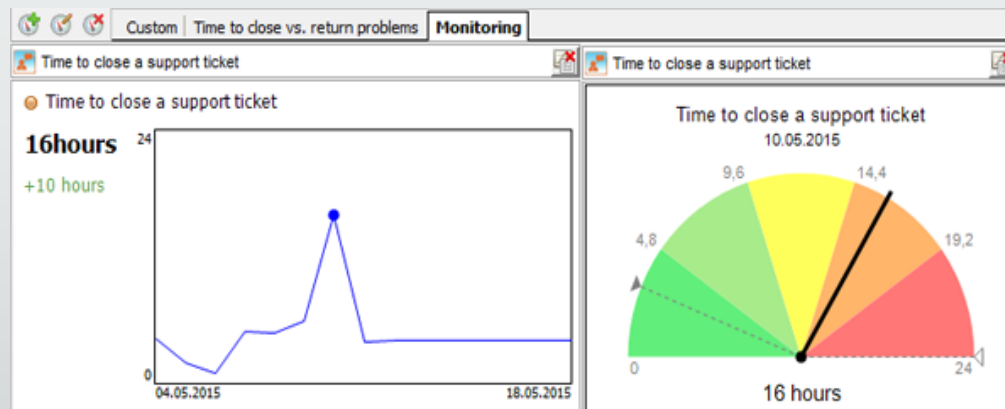 Custom
Time to close vs. return problems
Monitoring
Time to close a support ticket
Time to close a support ticket
Time to close a support ticket
16hours
+10 hours
24
0
04.05.2015
18.05.2015
Time to close a support ticket
10.05.2015
9,6
14,4
4,8
19,2
0
24
16 hours